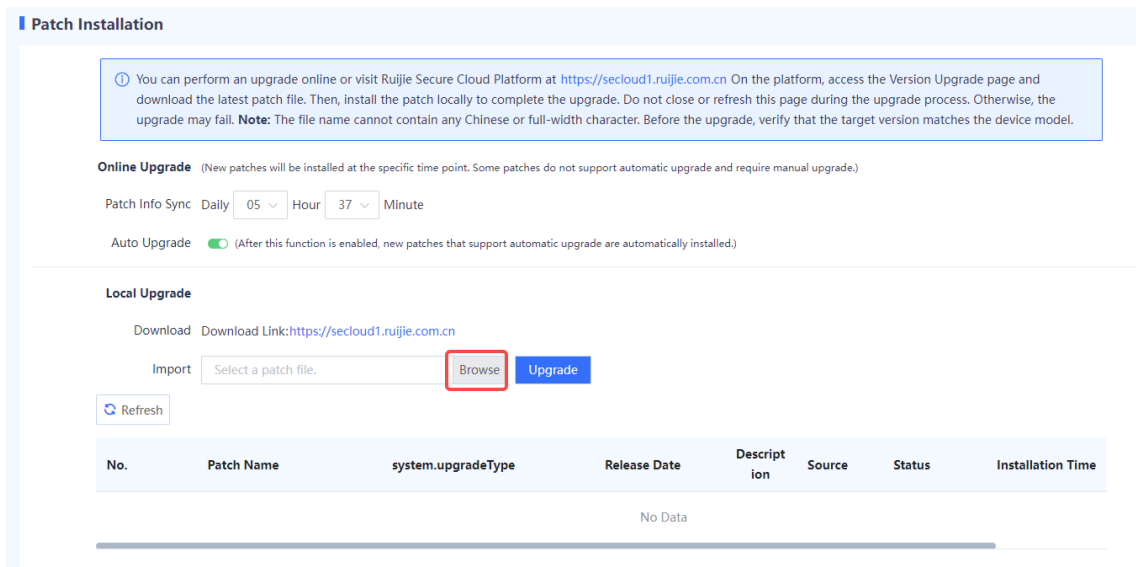 Patch Installation
You can perform an upgrade online or visit Ruijie Secure Cloud Platform at https://secloud1.ruijie.com.cn On the platform, access the Version Upgrade page and
download the latest patch file. Then, install the patch locally to complete the upgrade. Do not close or refresh this page during the upgrade process. Otherwise, the
upgrade may fail. Note: The file name cannot contain any Chinese or full-width character. Before the upgrade, verify that the target version matches the device model.
Online Upgrade (New patches will be installed at the specific time point. Some patches do not support automatic upgrade and require manual upgrade.)
Patch Info Sync Daily 05 Hour 37 Minute
Auto Upgrade (After this function is enabled, new patches that support automatic upgrade are automatically installed.)
Local Upgrade
Download Download Link:https://secloud1.ruijie.com.cn
Import Select a patch file. Browse Upgrade
Refresh
No. Patch Name system.upgradeType Release Date Descript
ion Source Status Installation Time
No Data